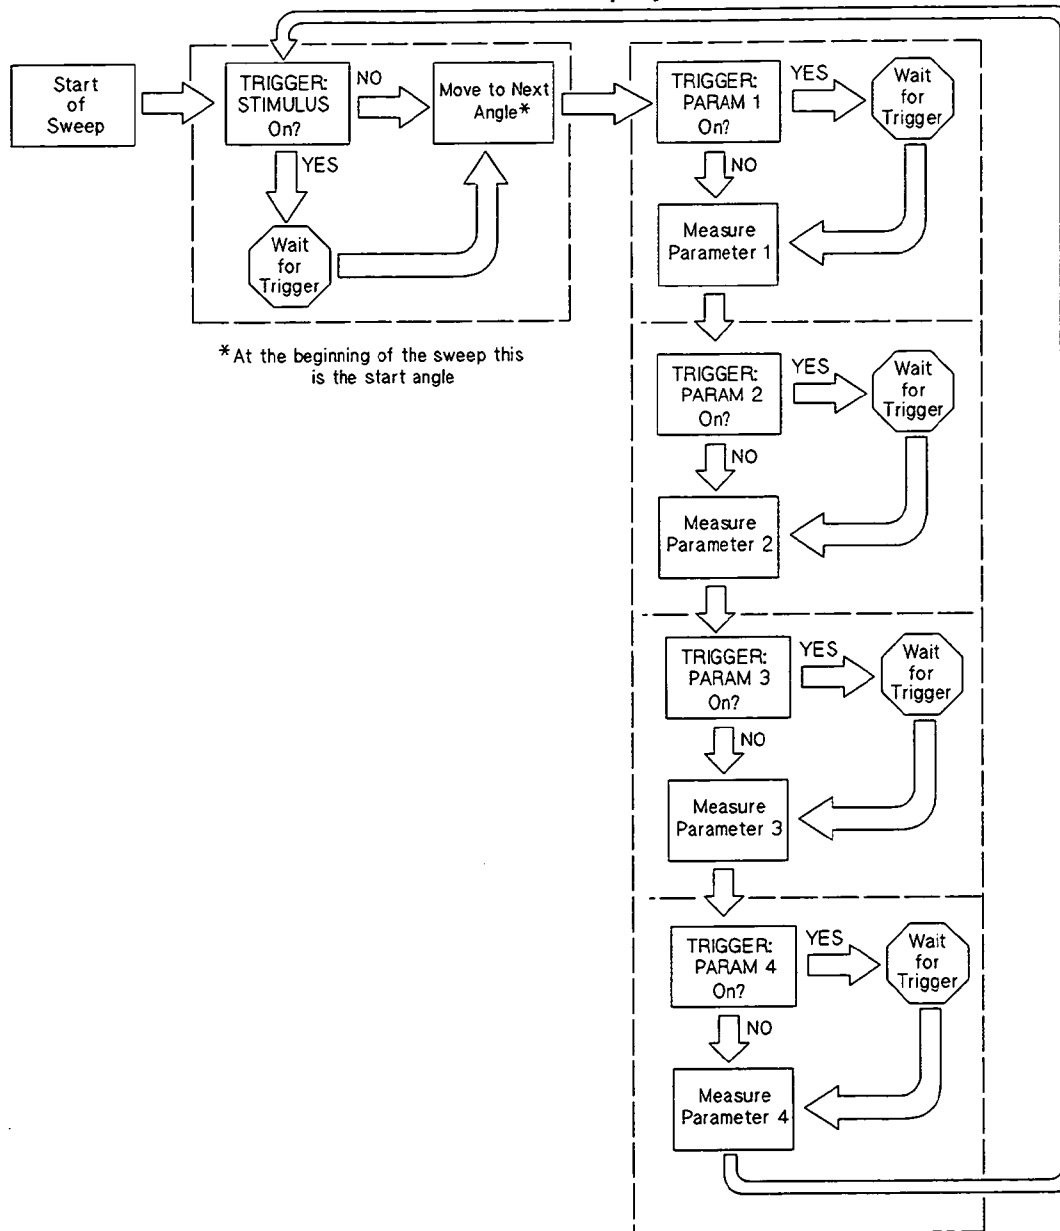 Start
of
Sweep
TRIGGER:
STIMULUS
On?
NO
YES
Move to Next
Angle*
Wait
for
Trigger
*At the beginning of the sweep this
is the start angle
TRIGGER:
PARAM 1
On?
YES
NO
Wait
for
Trigger
Measure
Parameter 1
TRIGGER:
PARAM 2
On?
YES
NO
Wait
for
Trigger
Measure
Parameter 2
TRIGGER:
PARAM 3
On?
YES
NO
Wait
for
Trigger
Measure
Parameter 3
TRIGGER:
PARAM 4
On?
YES
NO
Wait
for
Trigger
Measure
Parameter 4